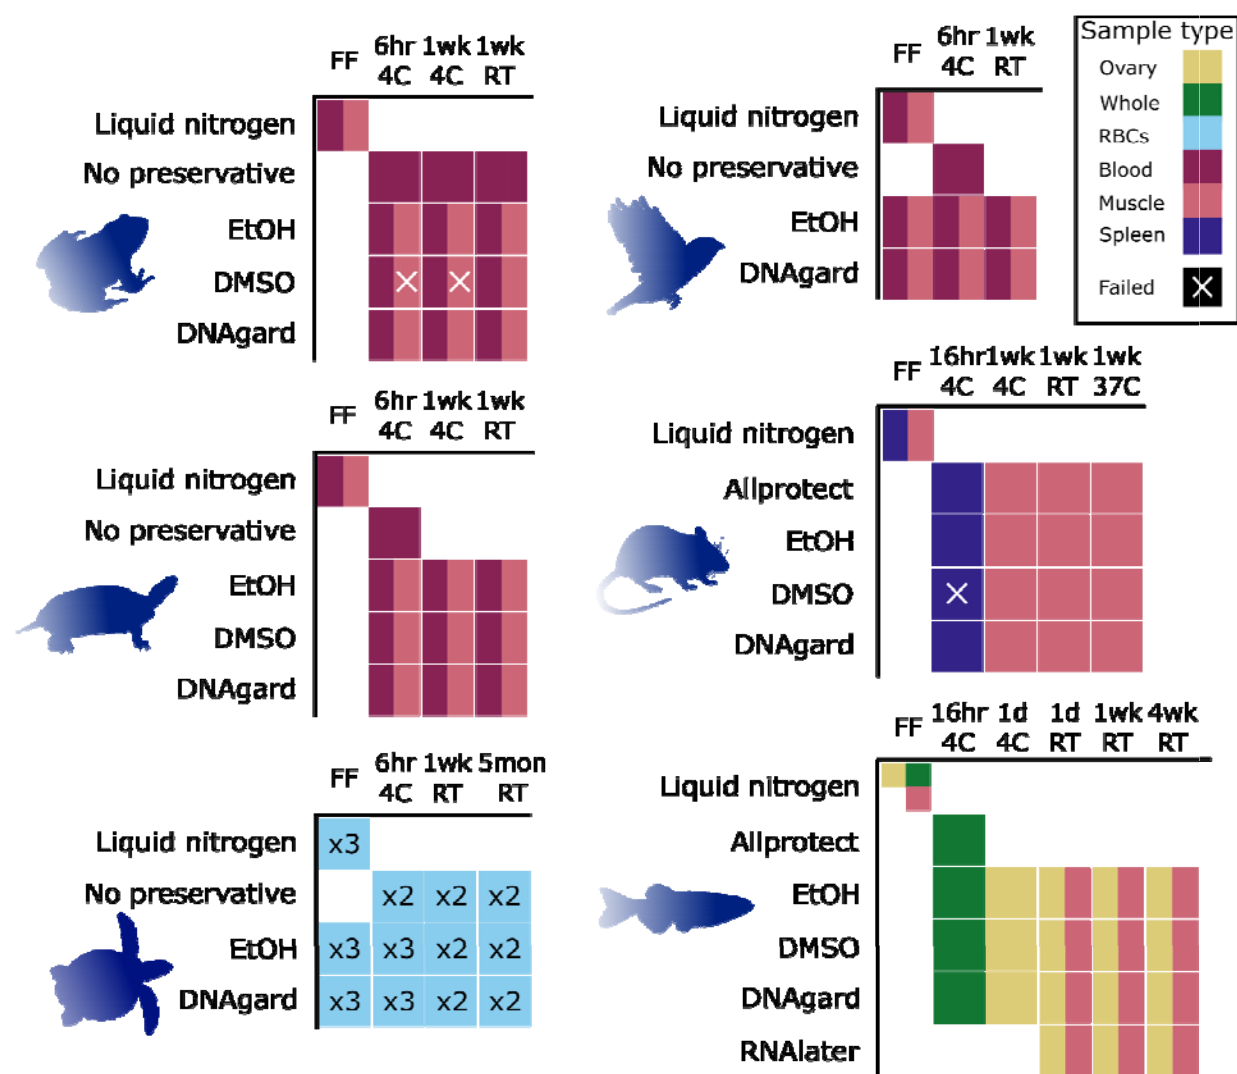 FF 6hr 1wk 1wk
4C 4C RT
Liquid nitrogen
No preservative
EtOH
DMSO
DNAgard
FF 6hr 1wk
4C RT
Liquid nitrogen
No preservative
EtOH
DNAgard
Sample type
Ovary
Whole
RBCs
Blood
Muscle
Spleen
Failed
FF 6hr 1wk 1wk
4C 4C RT
Liquid nitrogen
No preservative
EtOH
DMSO
DNAgard
FF 16hr 1wk 1wk 1wk
4C 4C RT 37C
Liquid nitrogen
Allprotect
EtOH
DMSO
DNAgard
FF 6hr 1wk 5mon
4C RT RT
Liquid nitrogen x3
No preservative x2 x2 x2
EtOH x3 x3 x2 x2
DNAgard x3 x3 x2 x2
FF 16hr 1d 1d 1wk 4wk
4C 4C RT RT RT
Liquid nitrogen
Allprotect
EtOH
DMSO
DNAgard
RNAlater